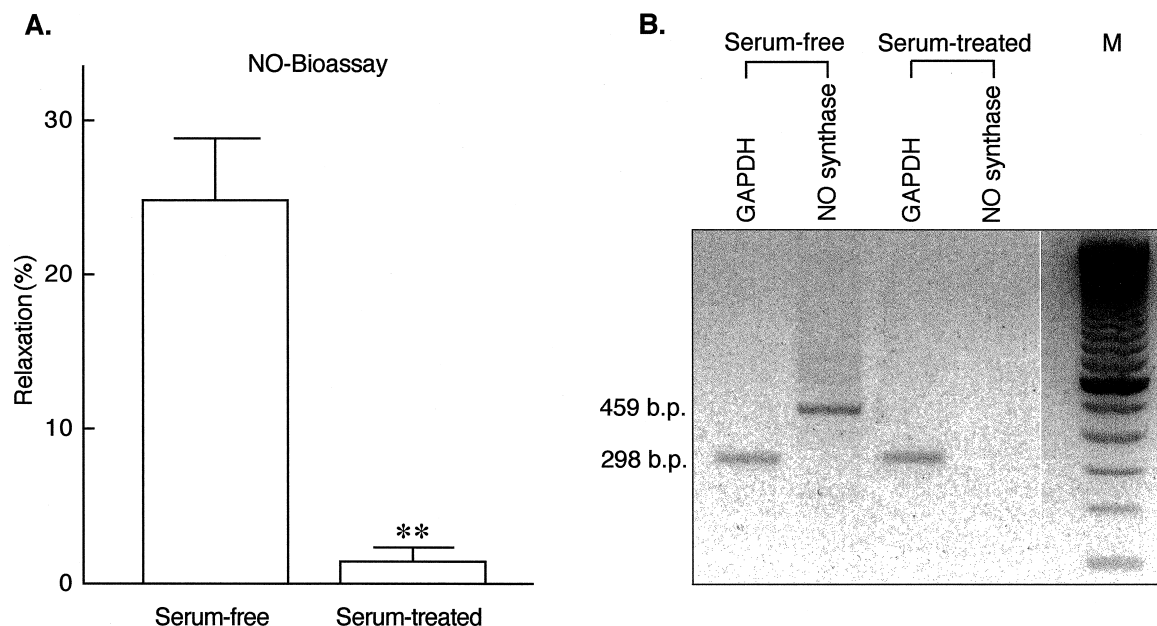 A.
NO-Bioassay
Relaxation (%)
30
20
10
0
Serum-free
Serum-treated
**
B.
Serum-free
Serum-treated
M
GAPDH
NO synthase
GAPDH
NO synthase
459 b.p.
298 b.p.